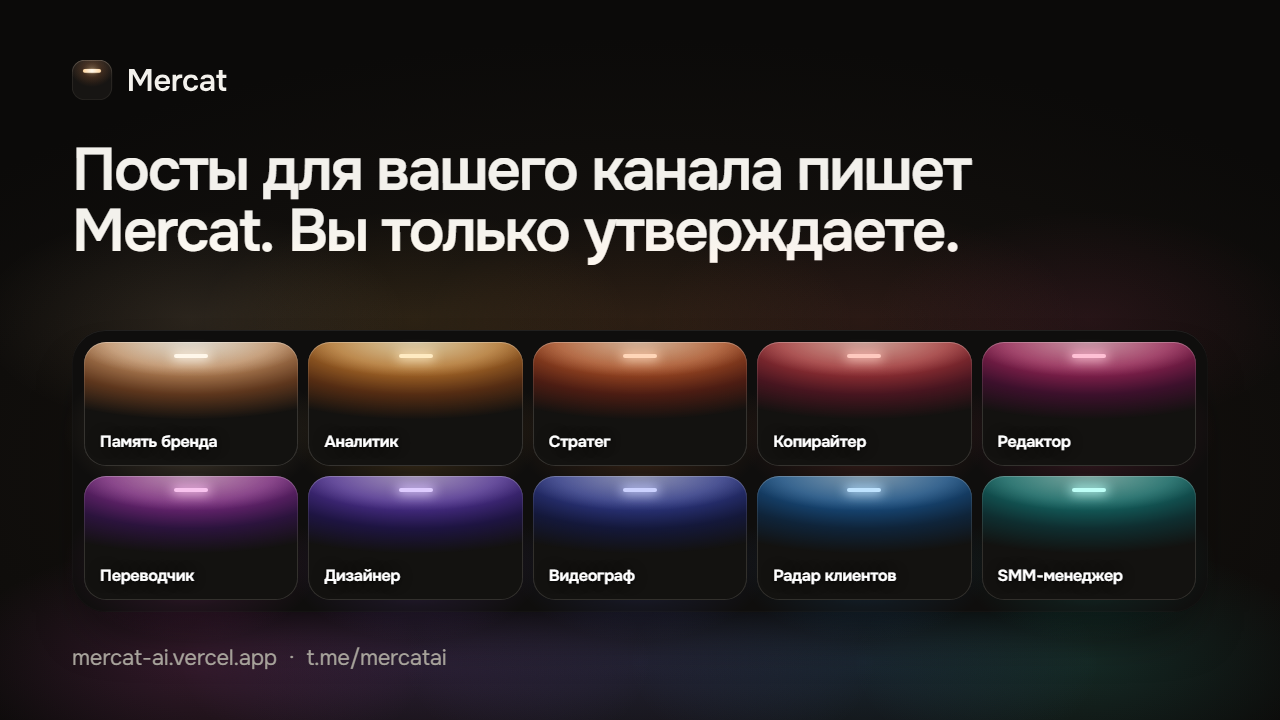 Mercat
Посты для вашего канала пишет
Mercat. Вы только утверждаете.
Память бренда
Аналитик
Стратег
Копирайтер
Редактор
Переводчик
Дизайнер
Видеограф
Радар клиентов
SMM-менеджер
mercat-ai.vercel.app · t.me/mercatai